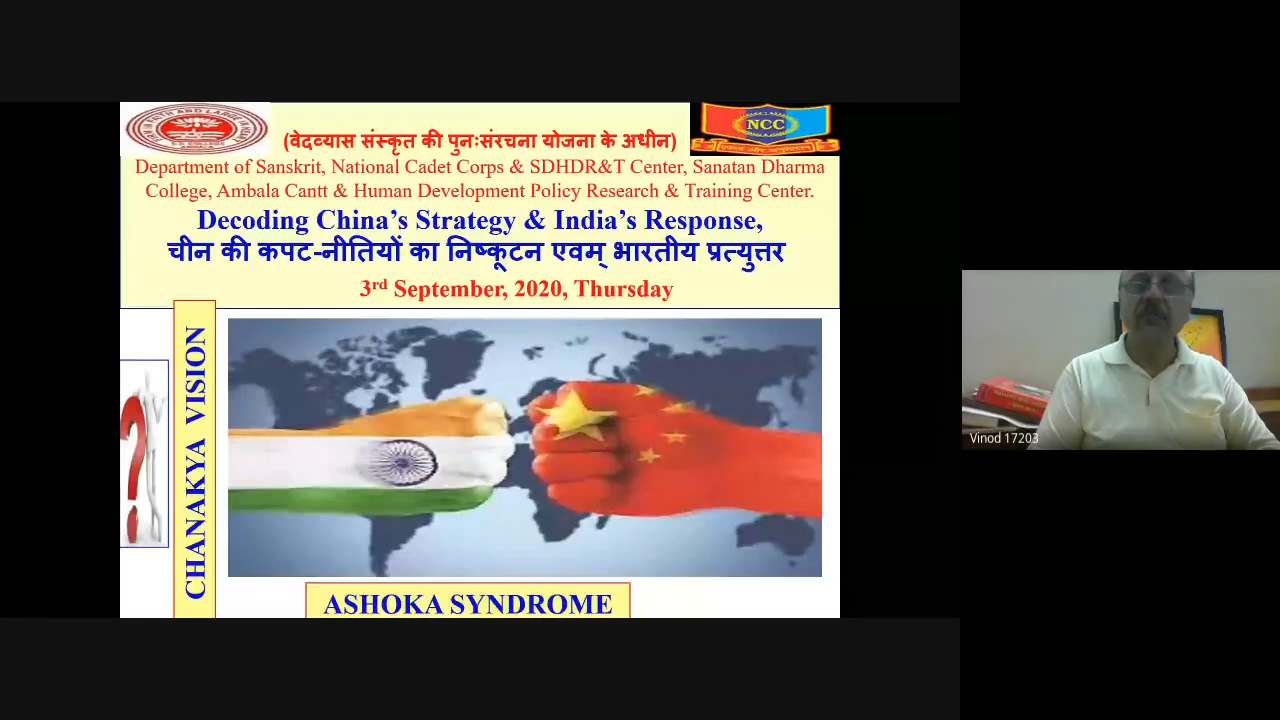 (वेदव्यास संस्कृत की पुनःसंरचना योजना के अधीन)
NCC
Department of Sanskrit, National Cadet Corps & SDHDR&T Center, Sanatan Dharma
College, Ambala Cantt & Human Development Policy Research & Training Center.
Decoding China’s Strategy & India’s Response,
चीन की कपट-नीतियों का निष्कूटन एवम् भारतीय प्रत्युत्तर
3rd September, 2020, Thursday
CHANAKYA VISION
ASHOKA SYNDROME
Vinod 17203